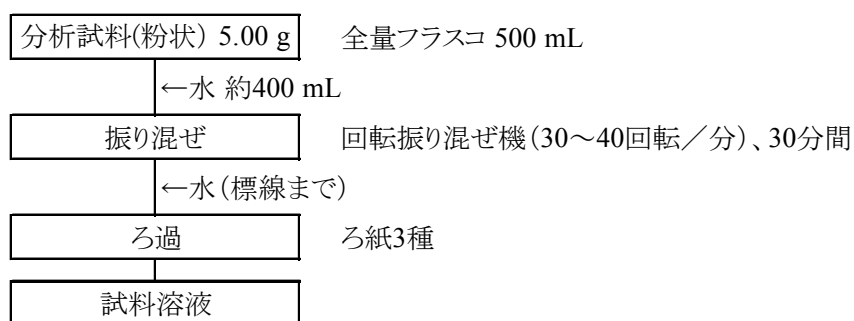 分析試料(粉状) 5.00 g 全量フラスコ 500 mL
←水 約400 mL
振り混ぜ 回転振り混ぜ機(30～40回転／分)、30分間
←水(標線まで)
ろ過 ろ紙3種
試料溶液